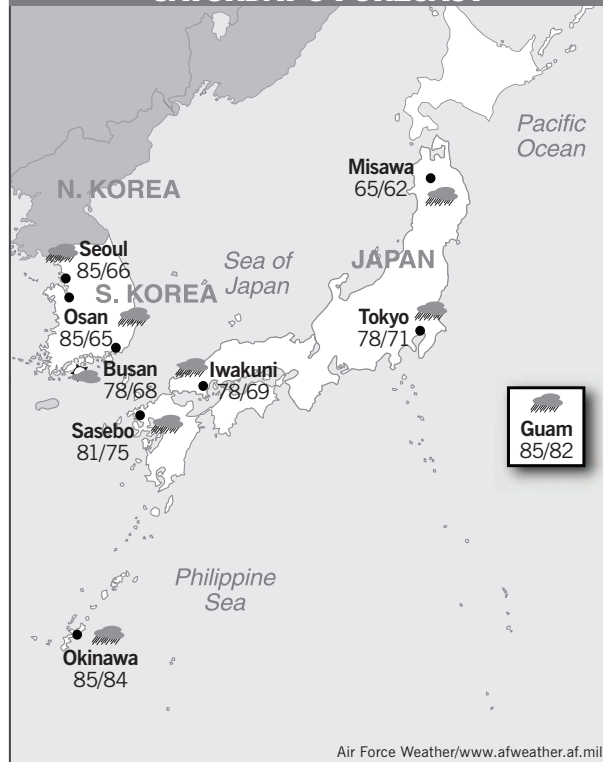 SATURDAY'S FORECAST
Pacific
Ocean
Misawa
65/62
N. KOREA
Seoul
85/66
Sea of
Japan
JAPAN
S. KOREA
Osan
85/65
Tokyo
78/71
Busan
78/68
Iwakuni
78/69
Guam
85/82
Sasebo
81/75
Philippine
Sea
Okinawa
85/84
Air Force Weather/www.afweather.af.mil